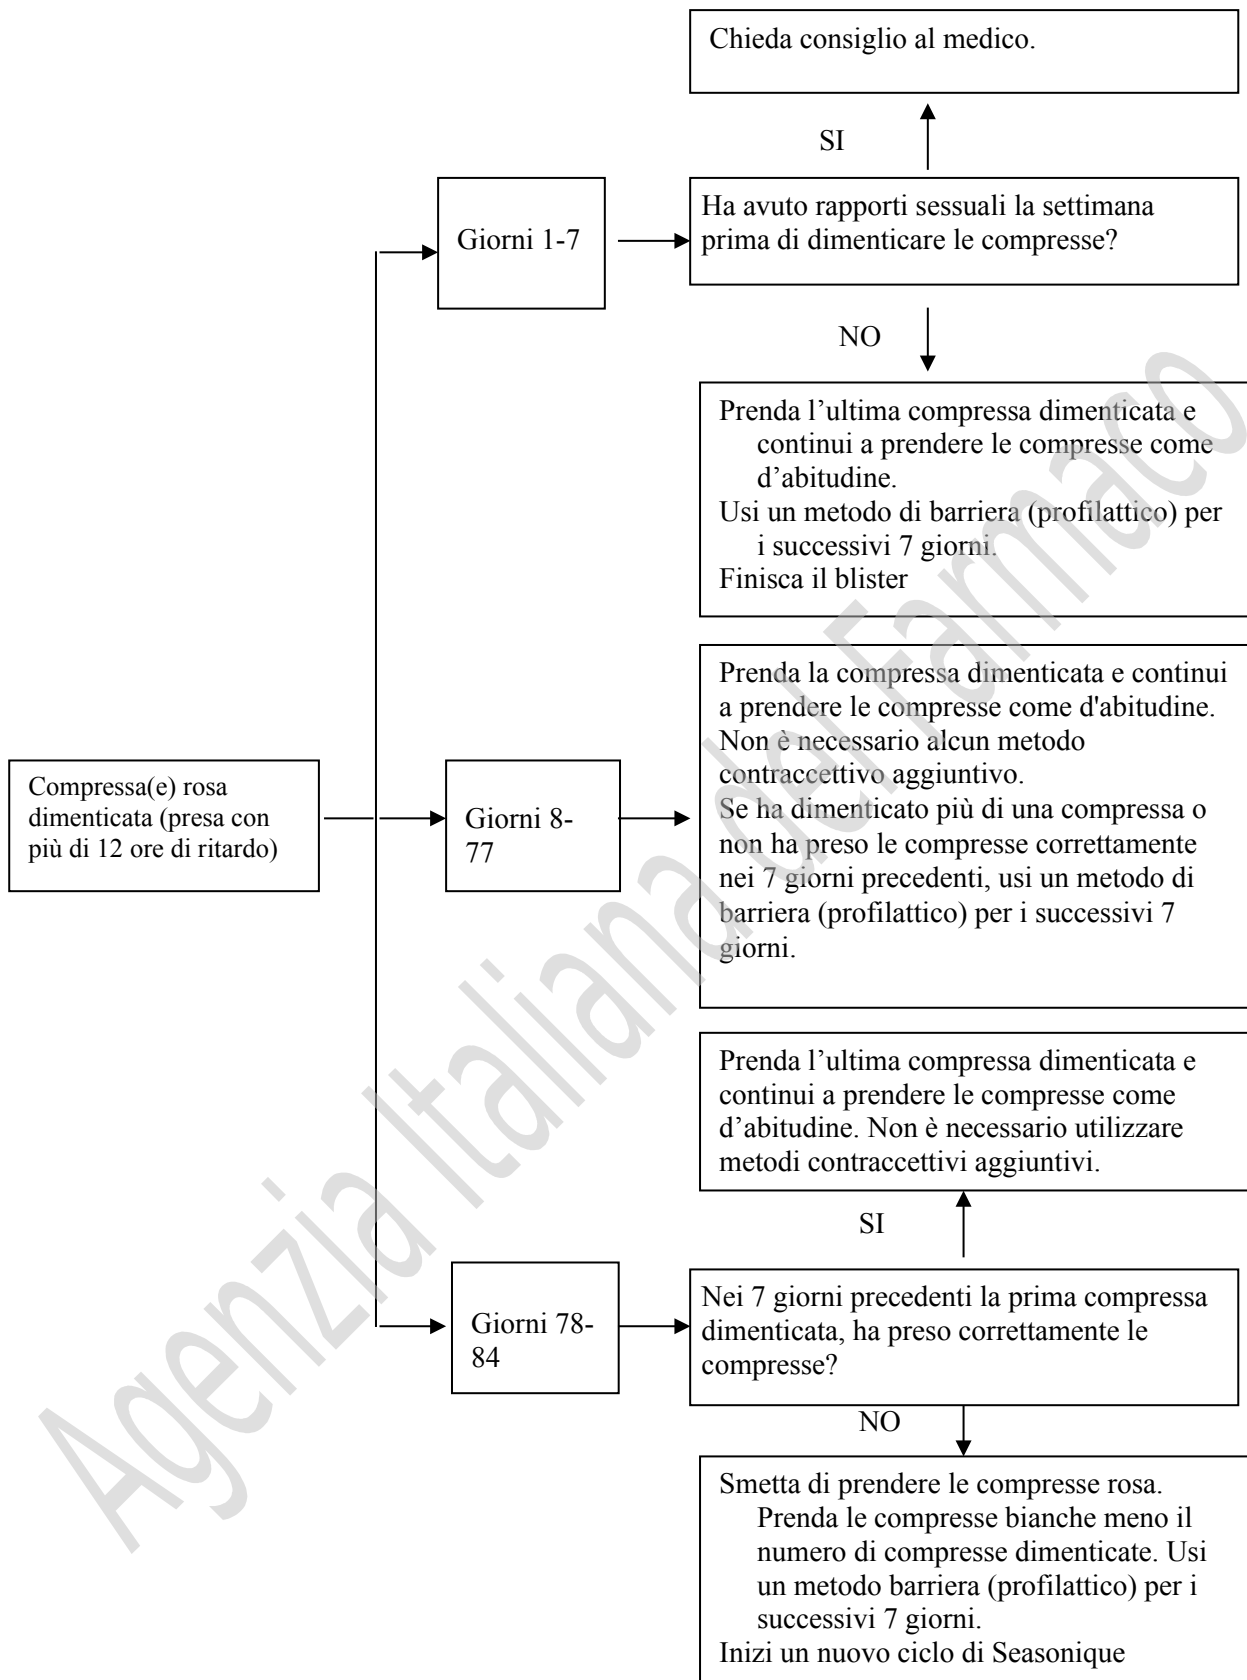 Chieda consiglio al medico.
SI
Ha avuto rapporti sessuali la settimana
prima di dimenticare le compresse?
Giorni 1-7
NO
Prenda l’ultima compressa dimenticata e
continui a prendere le compresse come
d’abitudine.
Usi un metodo di barriera (profilattico) per
i successivi 7 giorni.
Finisca il blister
Compressa(e) rosa
dimenticata (presa con
più di 12 ore di ritardo)
Giorni 8-
77
Prenda la compressa dimenticata e continui
a prendere le compresse come d'abitudine.
Non è necessario alcun metodo
contraccettivo aggiuntivo.
Se ha dimenticato più di una compressa o
non ha preso le compresse correttamente
nei 7 giorni precedenti, usi un metodo di
barriera (profilattico) per i successivi 7
giorni.
Prenda l’ultima compressa dimenticata e
continui a prendere le compresse come
d’abitudine. Non è necessario utilizzare
metodi contraccettivi aggiuntivi.
SI
Giorni 78-
84
Nei 7 giorni precedenti la prima compressa
dimenticata, ha preso correttamente le
compresse?
NO
Smetta di prendere le compresse rosa.
Prenda le compresse bianche meno il
numero di compresse dimenticate. Usi
un metodo barriera (profilattico) per i
successivi 7 giorni.
Inizi un nuovo ciclo di Seasonique
Agenzia Italiana del Farmaco